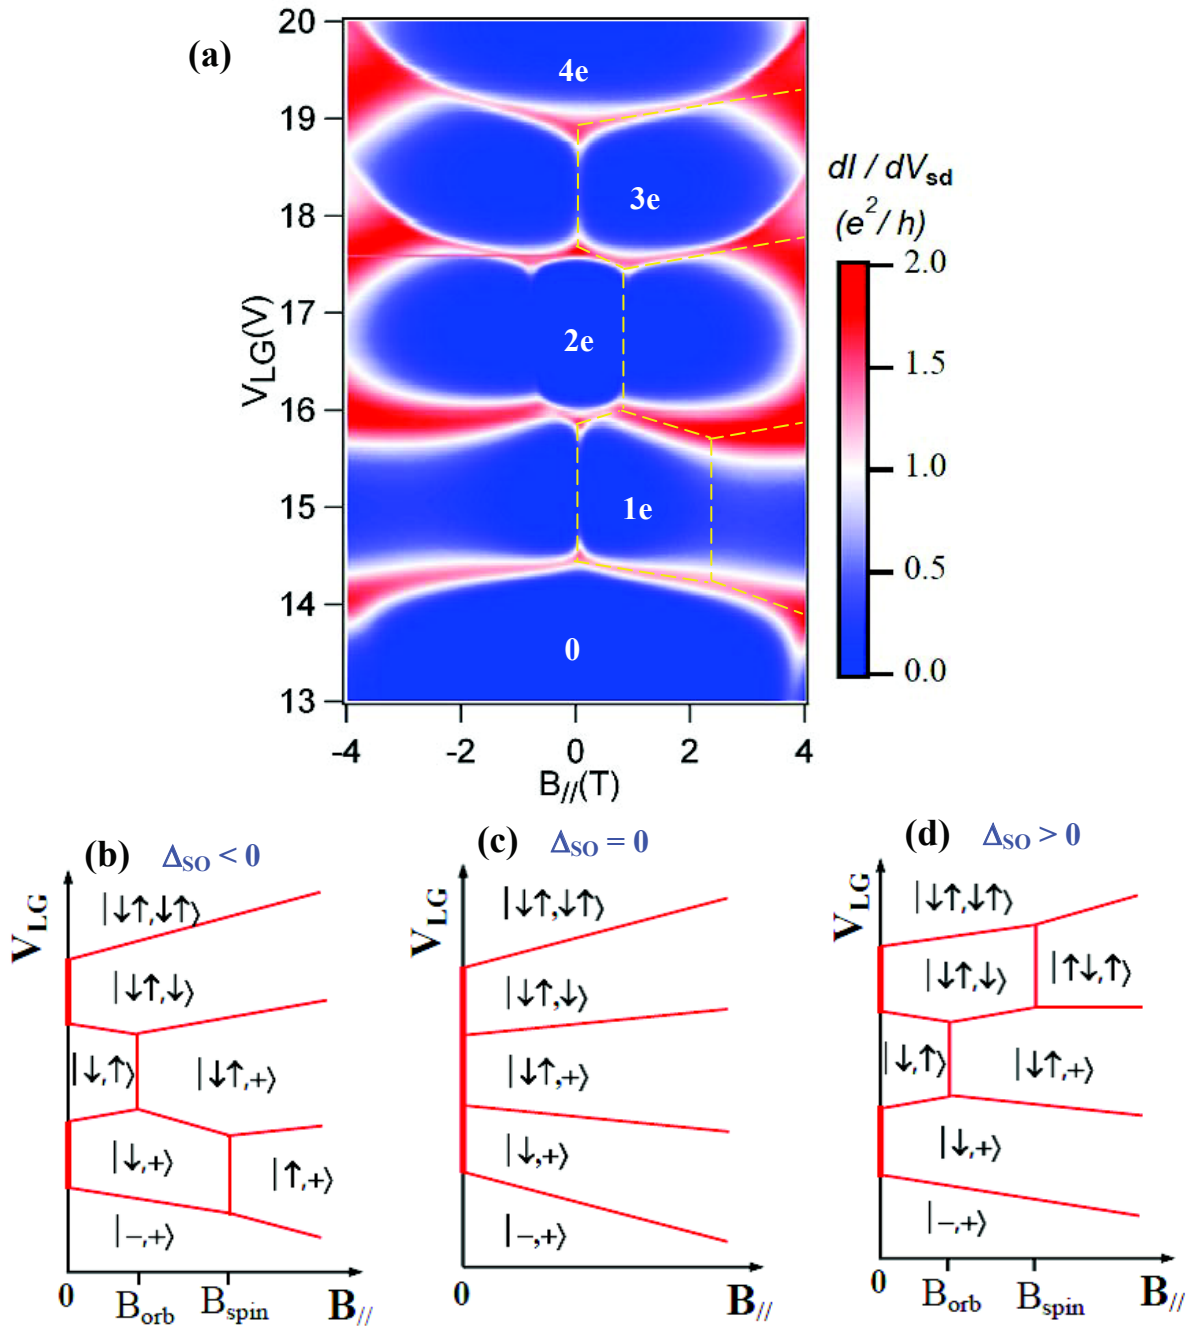 (a)
20
19
18
17
16
15
14
13
V_LG(V)
4e
3e
2e
1e
0
-4 -2 0 2 4
B_//(T)
dI / dV_sd
(e²/ h)
2.0
1.5
1.0
0.5
0.0
(b) Δ_SO < 0
V_LG
|↓↑,↓↑⟩
|↓↑,↓⟩
|↓,↑⟩ |↓↑,+⟩
|↓,+⟩ |↑,+⟩
|−,+⟩
0 B_orb B_spin B_//
(c) Δ_SO = 0
V_LG
|↓↑,↓↑⟩
|↓↑,↓⟩
|↓↑,+⟩
|↓,+⟩
|−,+⟩
0 B_//
(d) Δ_SO > 0
V_LG
|↓↑,↓↑⟩
|↓↑,↓⟩ |↑↓,↑⟩
|↓,↑⟩ |↓↑,+⟩
|↓,+⟩
|−,+⟩
0 B_orb B_spin B_//